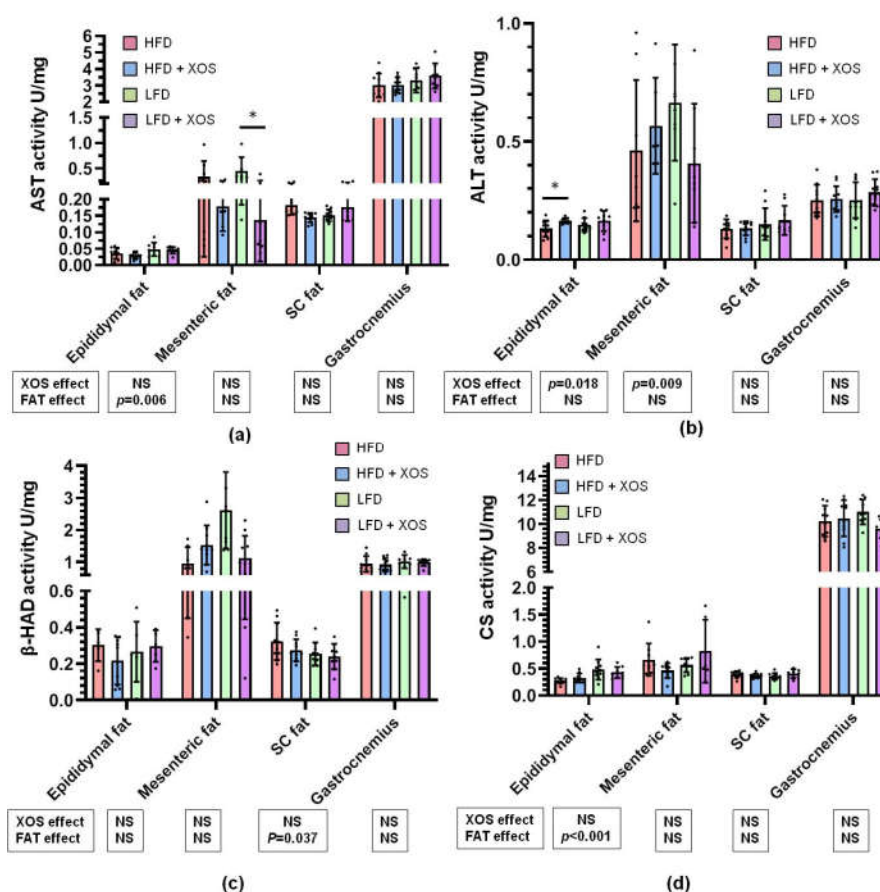 AST activity U/mg
6
5
4
3
2
1.5
1.0
0.5
0.20
0.15
0.10
0.05
0.00
HFD
HFD + XOS
LFD
LFD + XOS
*
Epididymal fat
Mesenteric fat
SC fat
Gastrocnemius
XOS effect NS NS NS NS
FAT effect p=0.006 NS NS NS
(a)
ALT activity U/mg
1.0
0.5
0.0
HFD
HFD + XOS
LFD
LFD + XOS
*
Epididymal fat
Mesenteric fat
SC fat
Gastrocnemius
XOS effect p=0.018 p=0.009 NS NS
FAT effect NS NS NS NS
(b)
β-HAD activity U/mg
4
3
2
1
0.6
0.4
0.2
0.0
HFD
HFD + XOS
LFD
LFD + XOS
Epididymal fat
Mesenteric fat
SC fat
Gastrocnemius
XOS effect NS NS NS NS
FAT effect NS NS P=0.037 NS
(c)
CS activity U/mg
14
12
10
8
6
2.0
1.5
1.0
0.5
0.0
HFD
HFD + XOS
LFD
LFD + XOS
Epididymal fat
Mesenteric fat
SC fat
Gastrocnemius
XOS effect NS NS NS NS
FAT effect p<0.001 NS NS NS
(d)